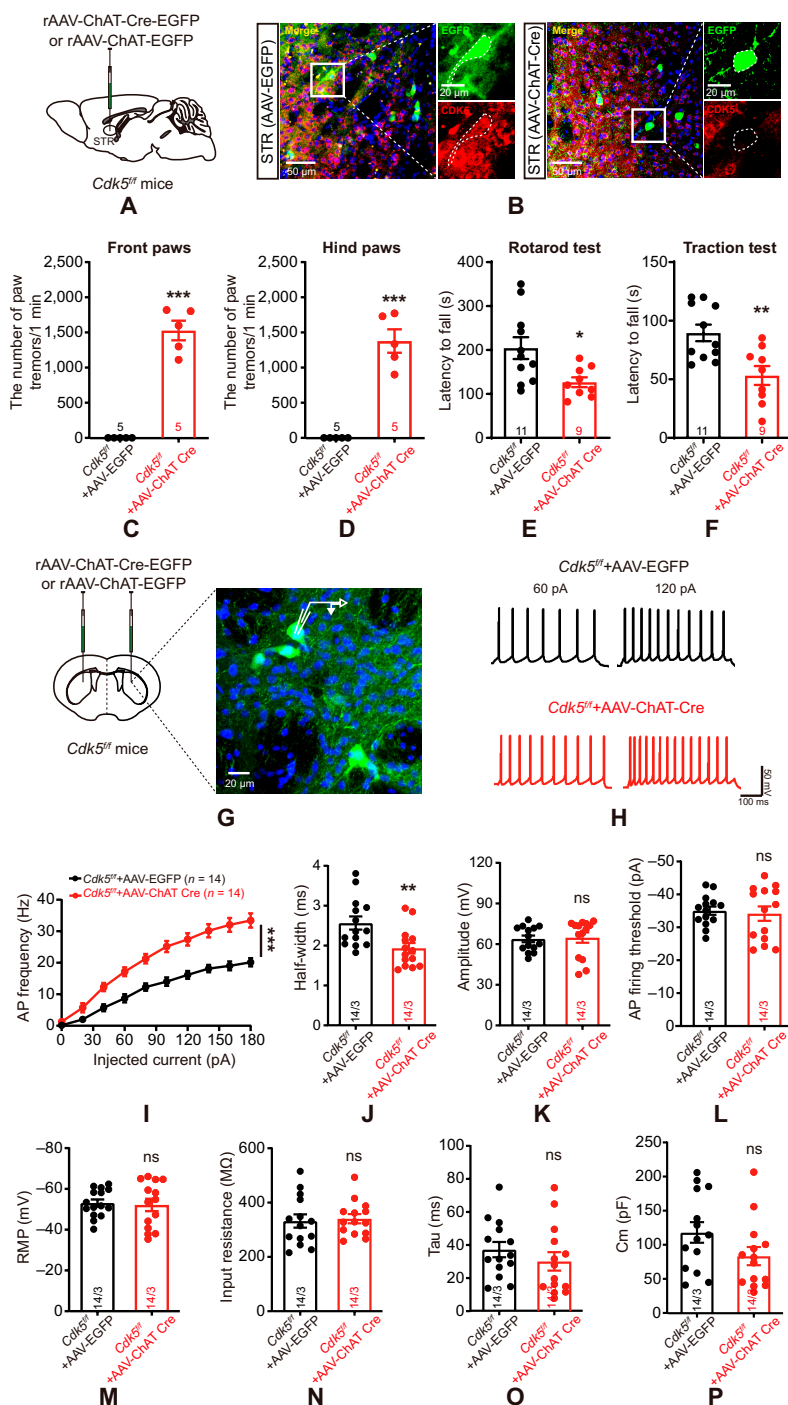 rAAV-ChAT-Cre-EGFP
or rAAV-ChAT-EGFP
STR
Cdk5f/f mice
A
STR (AAV-EGFP)
Merge
50 μm
EGFP
20 μm
CDK5
STR (AAV-ChAT-Cre)
Merge
50 μm
EGFP
20 μm
CDK5
B
Front paws
The number of paw
tremors/1 min
2,500
2,000
1,500
1,000
500
0
***
5
5
Cdk5f/f
+AAV-EGFP
Cdk5f/f
+AAV-ChAT Cre
C
Hind paws
The number of paw
tremors/1 min
2,500
2,000
1,500
1,000
500
0
***
5
5
Cdk5f/f
+AAV-EGFP
Cdk5f/f
+AAV-ChAT Cre
D
Rotarod test
Latency to fall (s)
400
300
200
100
0
*
11
9
Cdk5f/f
+AAV-EGFP
Cdk5f/f
+AAV-ChAT Cre
E
Traction test
Latency to fall (s)
150
100
50
0
**
11
9
Cdk5f/f
+AAV-EGFP
Cdk5f/f
+AAV-ChAT Cre
F
rAAV-ChAT-Cre-EGFP
or rAAV-ChAT-EGFP
Cdk5f/f mice
20 μm
G
Cdk5f/f+AAV-EGFP
60 pA
120 pA
Cdk5f/f+AAV-ChAT-Cre
50 mV
100 ms
H
Cdk5f/f+AAV-EGFP (n = 14)
Cdk5f/f+AAV-ChAT Cre (n = 14)
AP frequency (Hz)
40
30
20
10
0
***
0
30
60
90
120
150
180
Injected current (pA)
I
Half-width (ms)
4
3
2
1
0
**
14/3
14/3
Cdk5f/f
+AAV-EGFP
Cdk5f/f
+AAV-ChAT Cre
J
Amplitude (mV)
120
90
60
30
0
ns
14/3
14/3
Cdk5f/f
+AAV-EGFP
Cdk5f/f
+AAV-ChAT Cre
K
AP firing threshold (pA)
–50
–40
–30
–20
–10
0
ns
14/3
14/3
Cdk5f/f
+AAV-EGFP
Cdk5f/f
+AAV-ChAT Cre
L
RMP (mV)
–80
–60
–40
–20
0
ns
14/3
14/3
Cdk5f/f
+AAV-EGFP
Cdk5f/f
+AAV-ChAT Cre
M
Input resistance (MΩ)
600
400
200
0
ns
14/3
14/3
Cdk5f/f
+AAV-EGFP
Cdk5f/f
+AAV-ChAT Cre
N
Tau (ms)
100
80
60
40
20
0
ns
14/3
Cdk5f/f
+AAV-EGFP
Cdk5f/f
+AAV-ChAT Cre
O
Cm (pF)
250
200
150
100
50
0
ns
14/3
14/3
Cdk5f/f
+AAV-EGFP
Cdk5f/f
+AAV-ChAT Cre
P